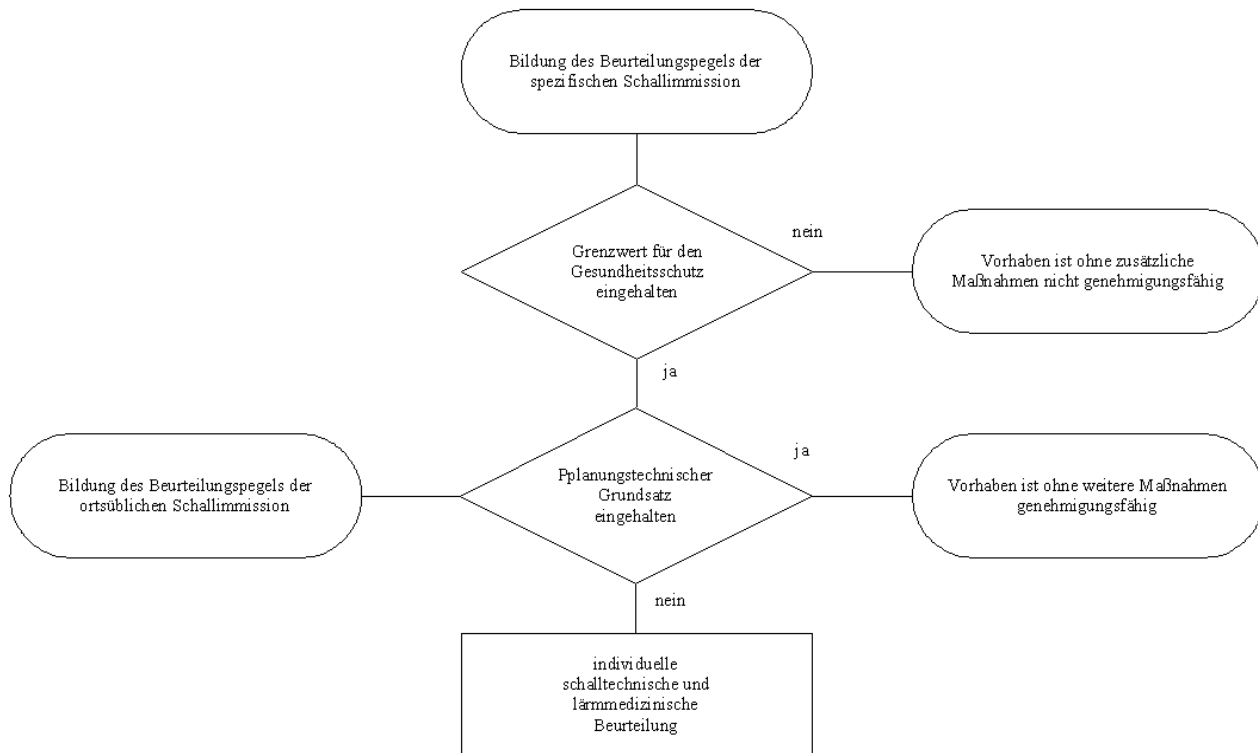 Bildung des Beurteilungspegels der
spezifischen Schallimmission
nein
Grenzwert für den
Gesundheitsschutz
eingehalten
Vorhaben ist ohne zusätzliche
Maßnahmen nicht genehmigungsfähig
ja
Bildung des Beurteilungspegels der
ortsüblichen Schallimmission
Pplanungstechnischer
Grundsatz
eingehalten
ja
Vorhaben ist ohne weitere Maßnahmen
genehmigungsfähig
nein
individuelle
schalltechnische und
lärmmedizinische
Beurteilung